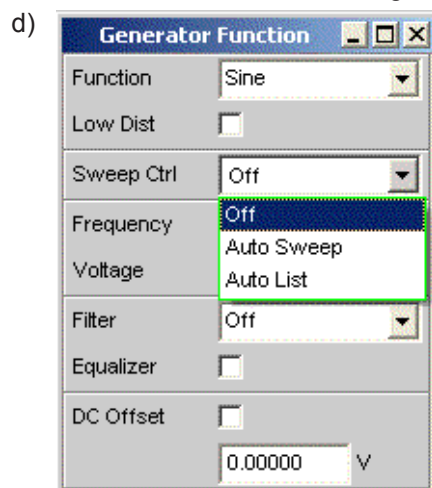 d)
Generator Function
Function Sine
Low Dist
Sweep Ctrl Off
Frequency Off
Auto Sweep
Voltage
Auto List
Filter Off
Equalizer
DC Offset
0.00000 V